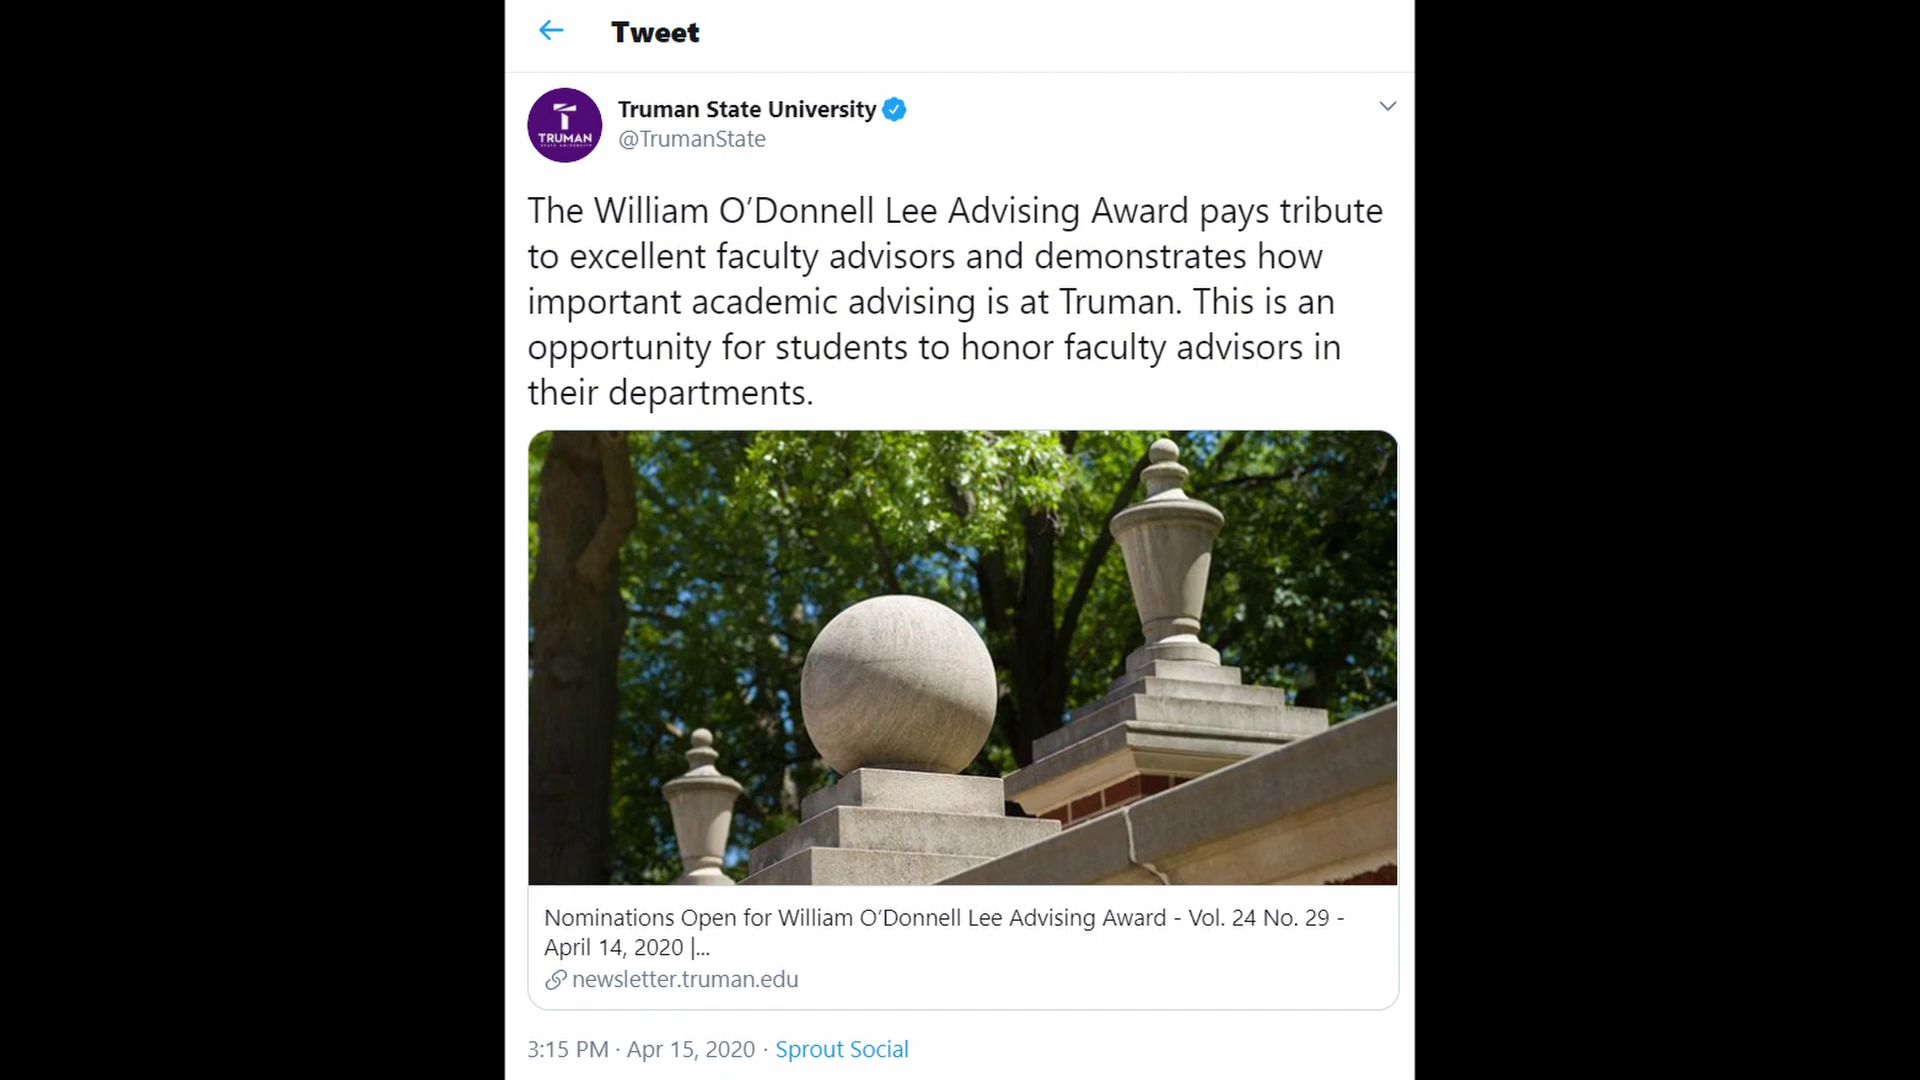 Tweet
TRUMAN
STATE UNIVERSITY
Truman State University
@TrumanState
The William O’Donnell Lee Advising Award pays tribute
to excellent faculty advisors and demonstrates how
important academic advising is at Truman. This is an
opportunity for students to honor faculty advisors in
their departments.
Nominations Open for William O’Donnell Lee Advising Award - Vol. 24 No. 29 -
April 14, 2020 |...
newsletter.truman.edu
3:15 PM · Apr 15, 2020 · Sprout Social